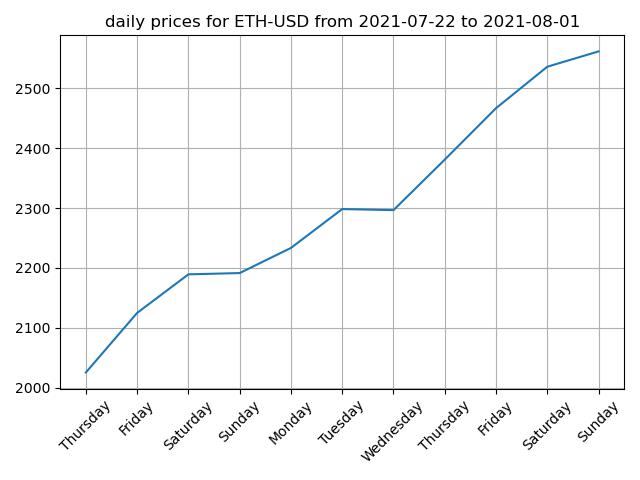 daily prices for ETH-USD from 2021-07-22 to 2021-08-01
2500
2400
2300
2200
2100
2000
Thursday
Friday
Saturday
Sunday
Monday
Tuesday
Wednesday
Thursday
Friday
Saturday
Sunday